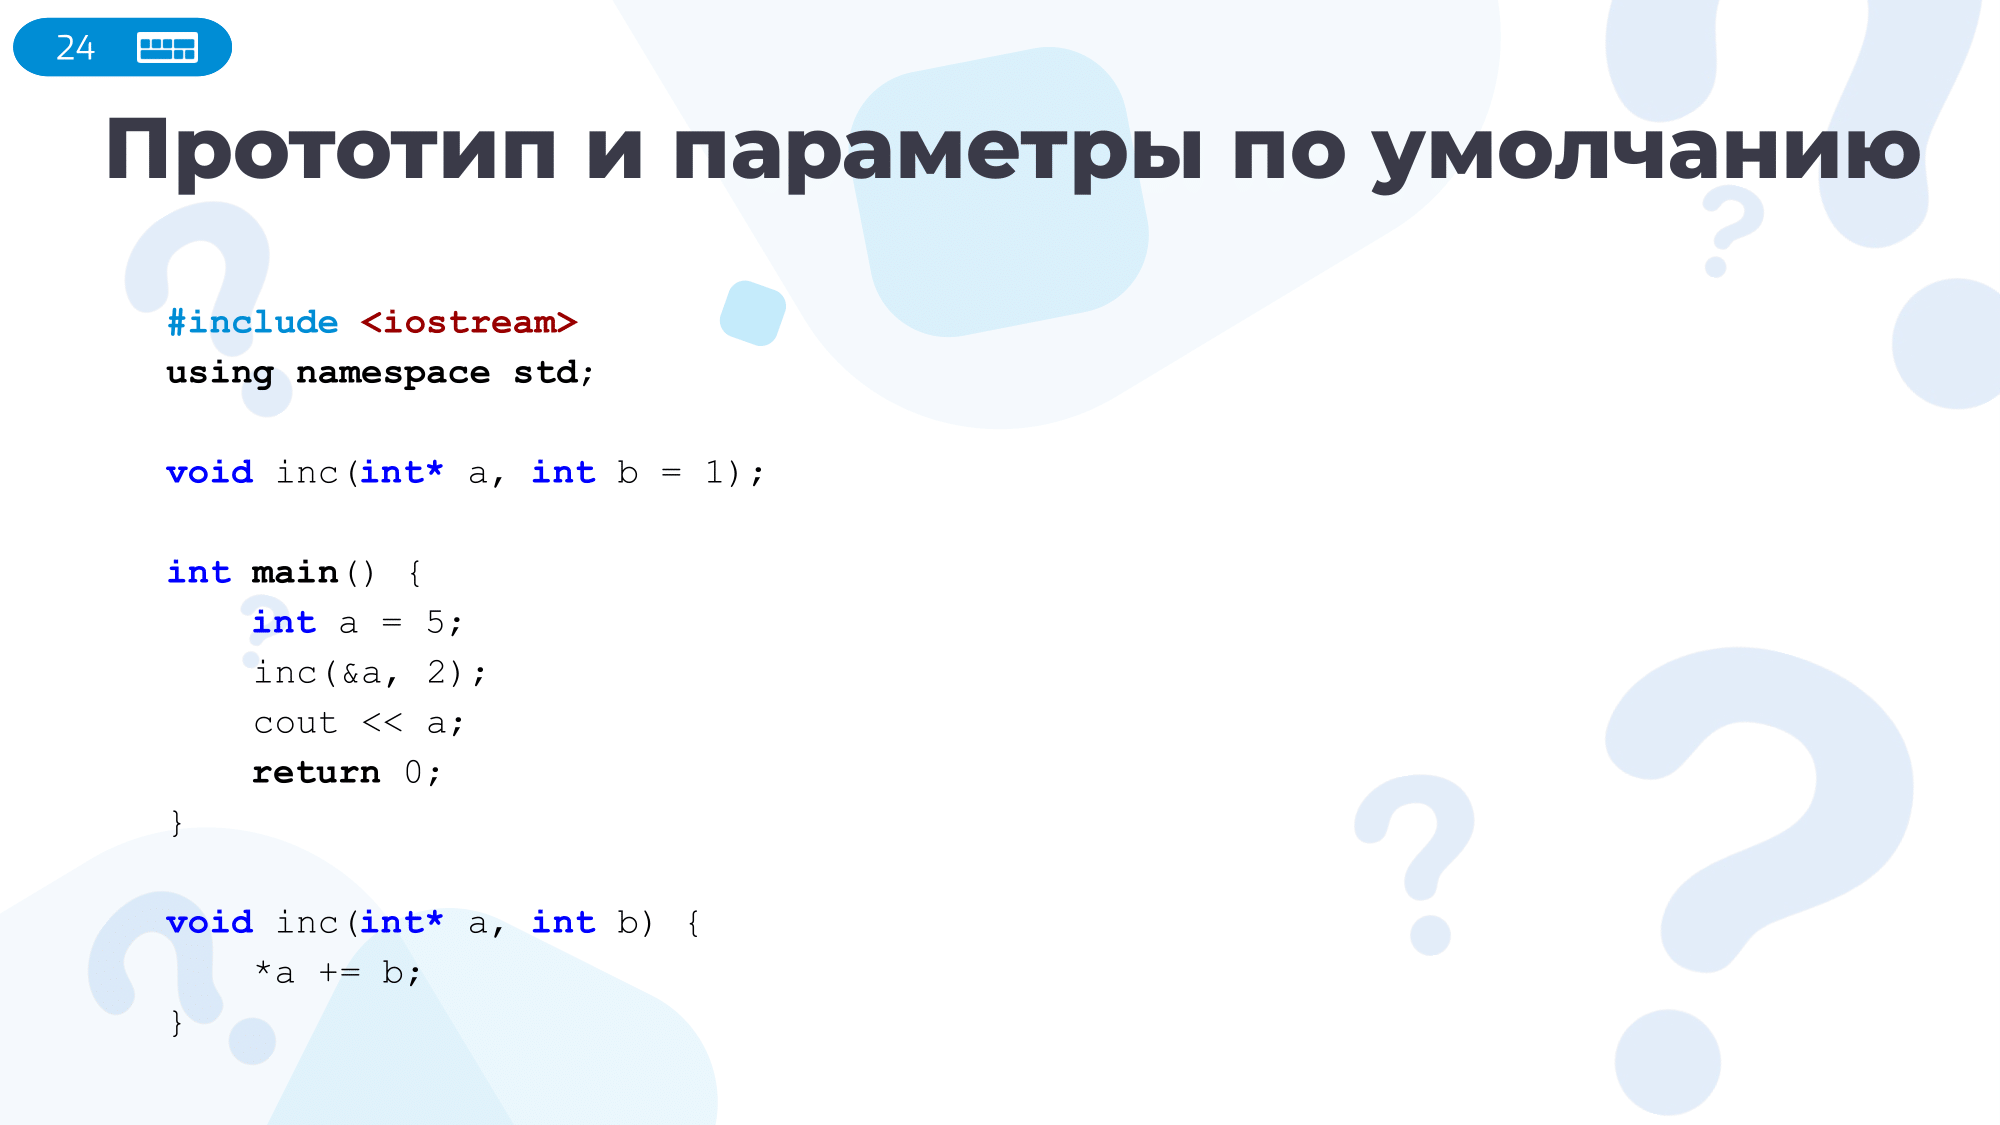 24
Прототип и параметры по умолчанию
#include <iostream>
using namespace std;
void inc(int* a, int b = 1);
int main() {
    int a = 5;
    inc(&a, 2);
    cout << a;
    return 0;
}
void inc(int* a, int b) {
    *a += b;
}